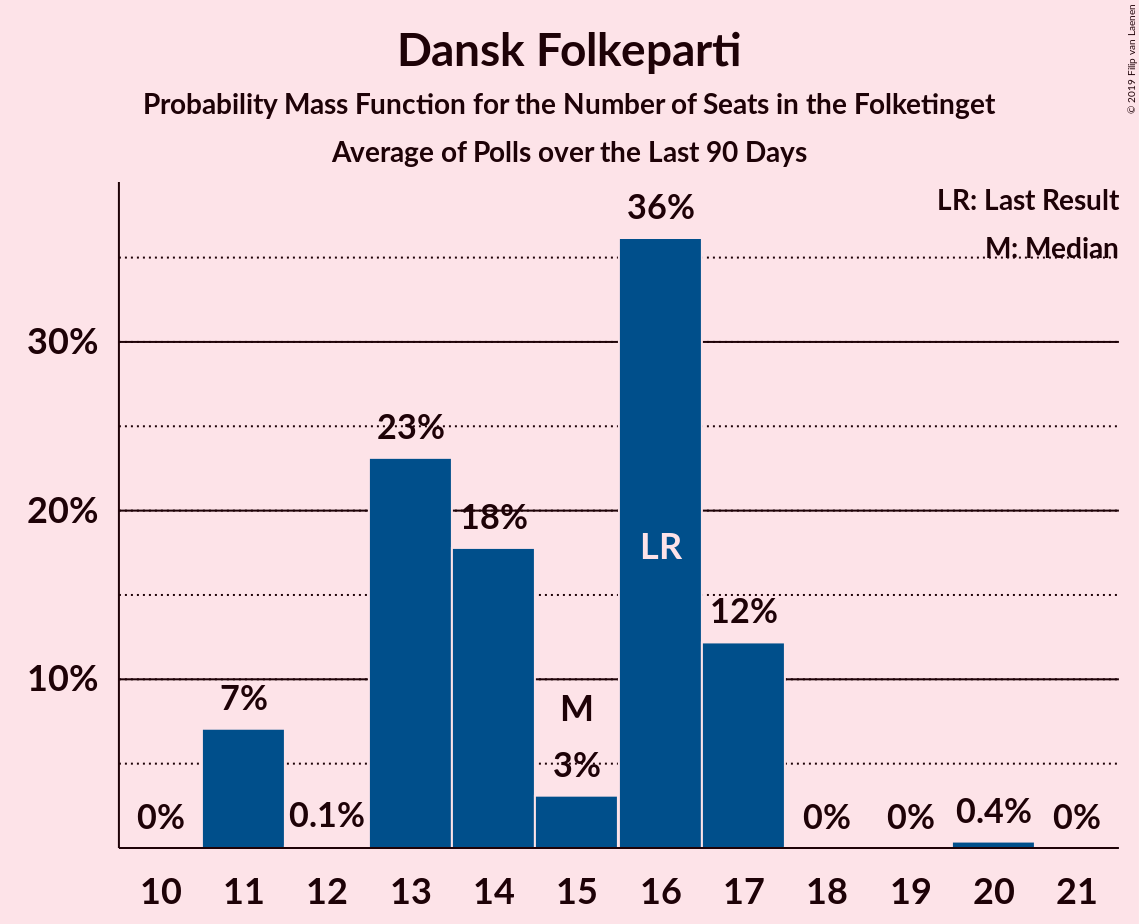 Dansk Folkeparti
Probability Mass Function for the Number of Seats in the Folketinget
Average of Polls over the Last 90 Days
© 2019 Filip van Laenen
LR: Last Result
M: Median
36%
30%
23%
20%
18%
LR
12%
10%
7%
M
3%
0%
0.1%
0%
0%
0.4%
0%
10 11 12 13 14 15 16 17 18 19 20 21